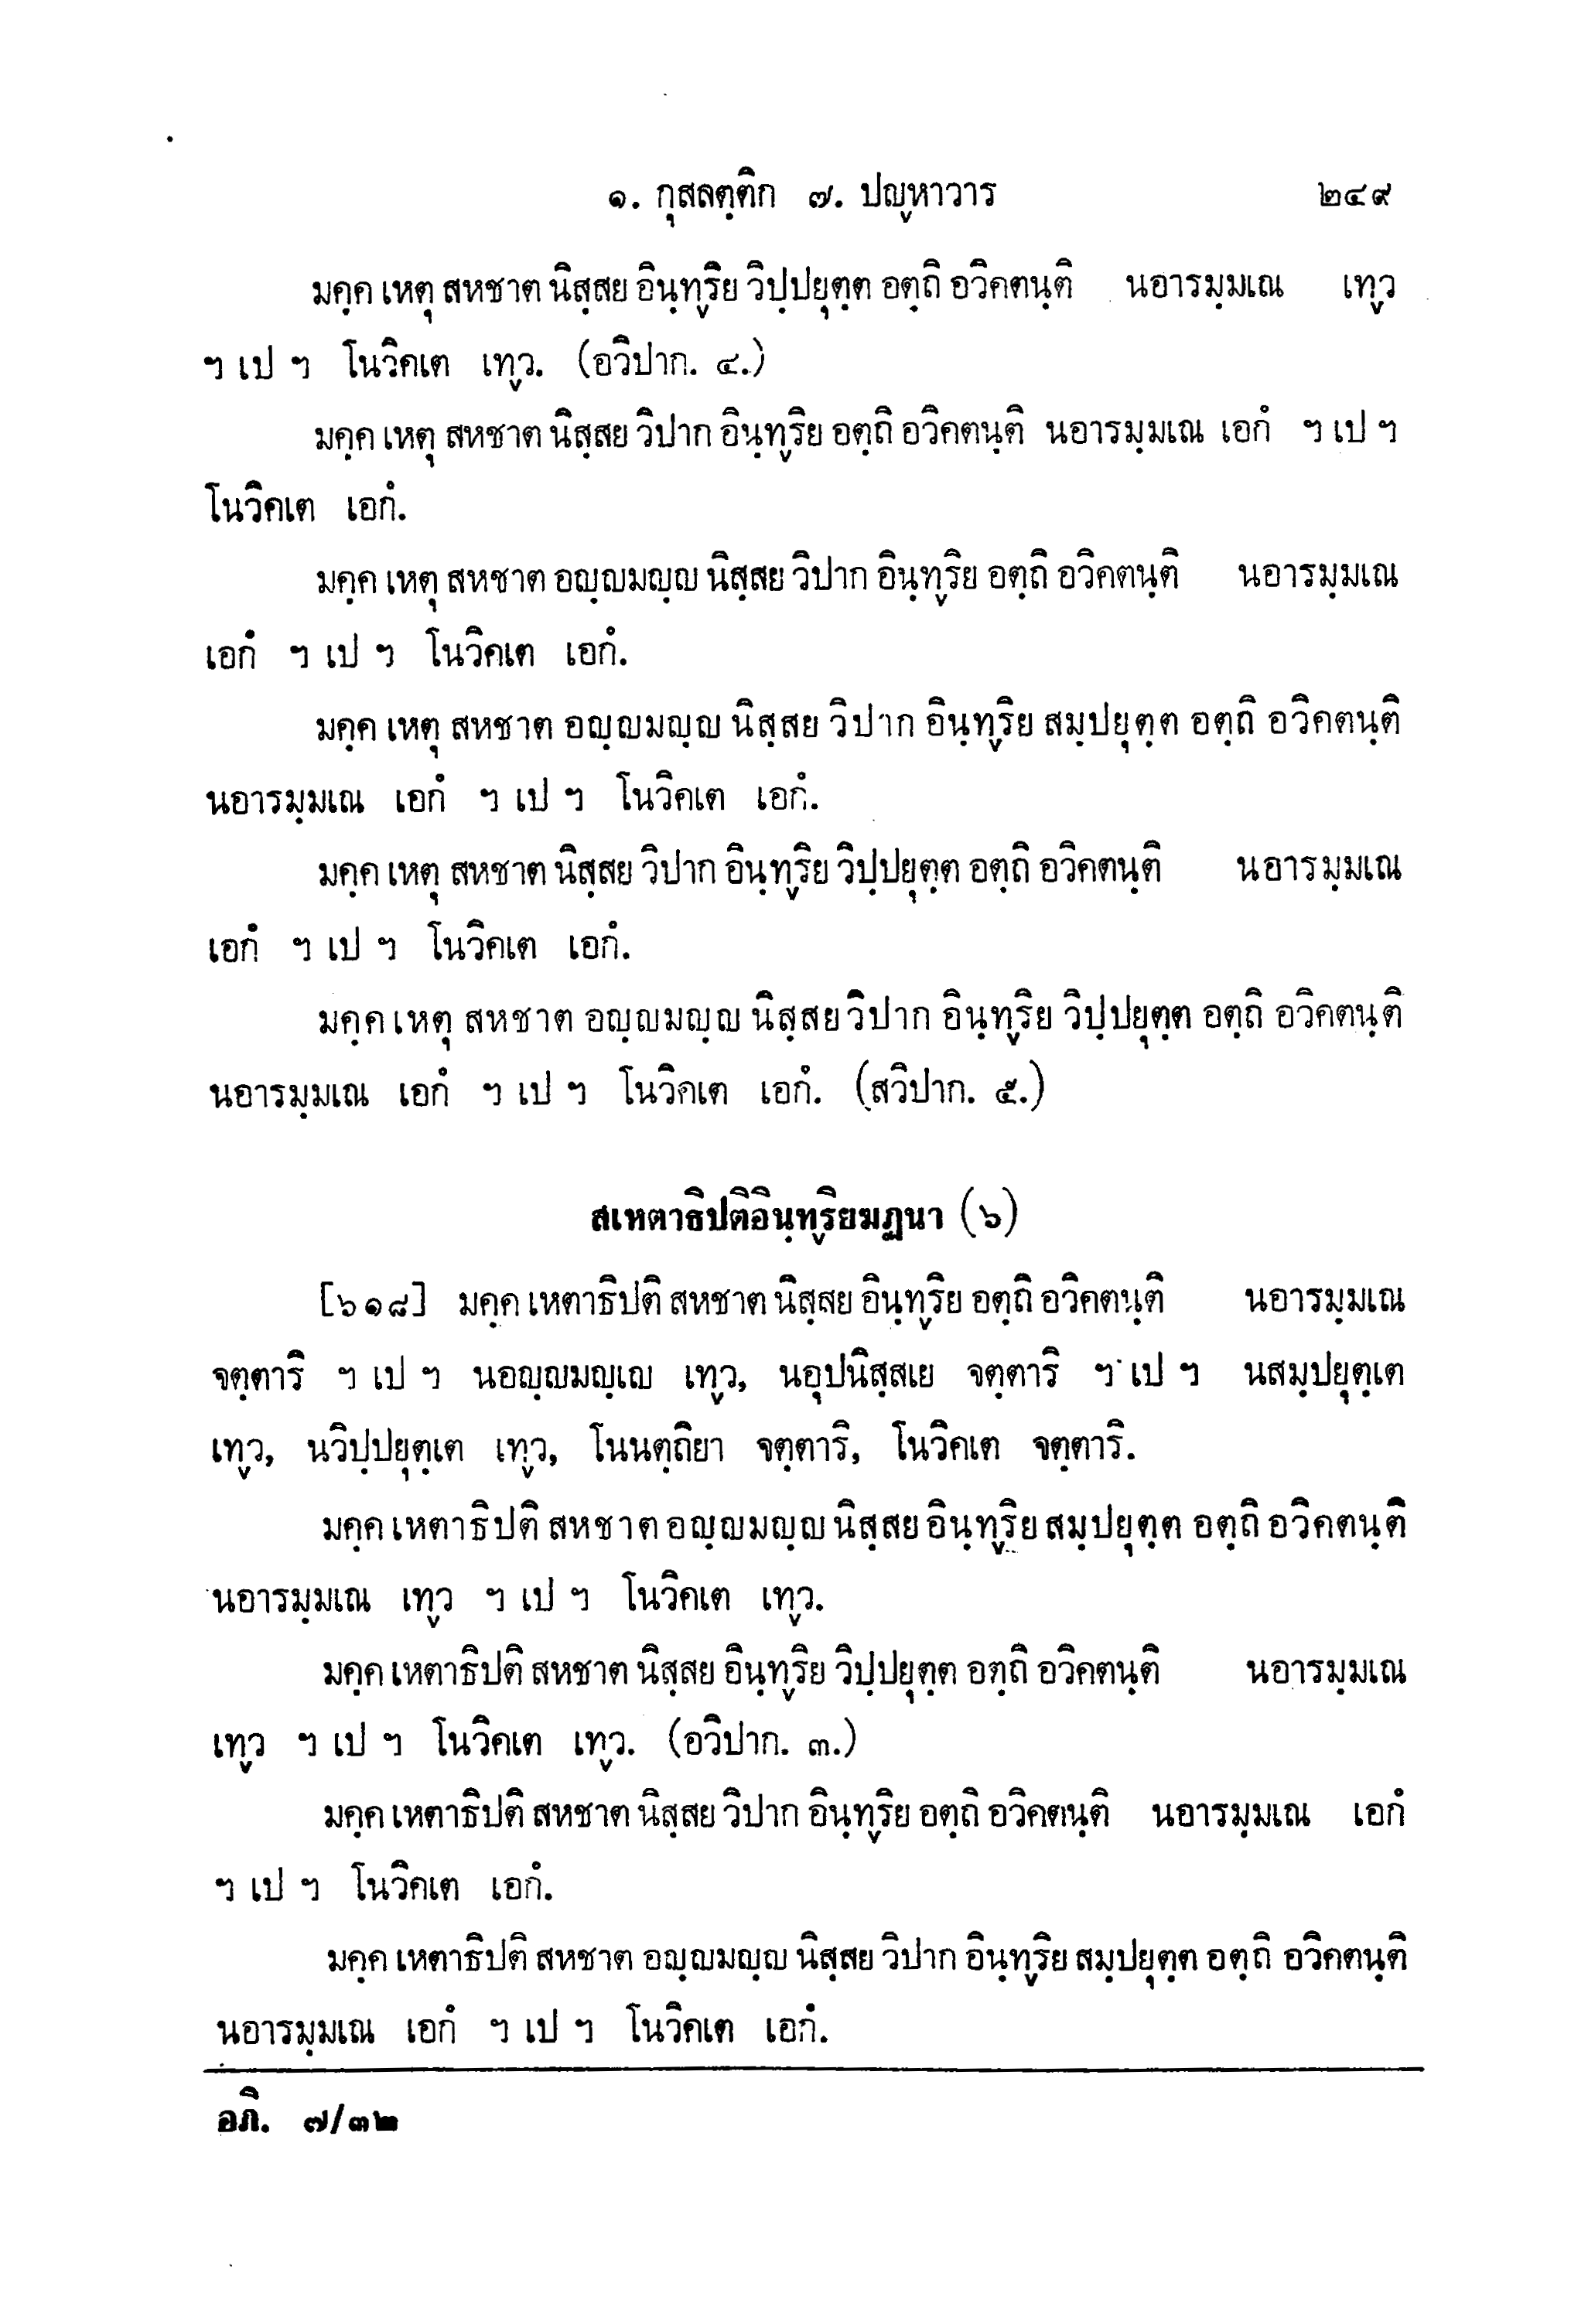 ๑. กุสลตฺติก ๗. ปญฺหาวาร ๒๔๙
มคฺค เหตุ สหชาต นิสฺสย อินฺทฺริย วิปฺปยุตฺต อตฺถิ อวิคตนฺติ นอารมฺมเณ เทฺว
ฯ เป ฯ โนวิคเต เทฺว. (อวิปาก. ๔.)
มคฺค เหตุ สหชาต นิสฺสย วิปาก อินฺทฺริย อตฺถิ อวิคตนฺติ นอารมฺมเณ เอกํ ฯ เป ฯ
โนวิคเต เอกํ.
มคฺค เหตุ สหชาต อญฺญมญฺญ นิสฺสย วิปาก อินฺทฺริย อตฺถิ อวิคตนฺติ นอารมฺมเณ
เอกํ ฯ เป ฯ โนวิคเต เอกํ.
มคฺค เหตุ สหชาต อญฺญมญฺญ นิสฺสย วิปาก อินฺทฺริย สมฺปยุตฺต อตฺถิ อวิคตนฺติ
นอารมฺมเณ เอกํ ฯ เป ฯ โนวิคเต เอกํ.
มคฺค เหตุ สหชาต นิสฺสย วิปาก อินฺทฺริย วิปฺปยุตฺต อตฺถิ อวิคตนฺติ นอารมฺมเณ
เอกํ ฯ เป ฯ โนวิคเต เอกํ.
มคฺค เหตุ สหชาต อญฺญมญฺญ นิสฺสย วิปาก อินฺทฺริย วิปฺปยุตฺต อตฺถิ อวิคตนฺติ
นอารมฺมเณ เอกํ ฯ เป ฯ โนวิคเต เอกํ. (สวิปาก. ๕.)
สเหตาธิปติอินฺทฺริยฆฏนา (๖)
[๖๑๘] มคฺค เหตาธิปติ สหชาต นิสฺสย อินฺทฺริย อตฺถิ อวิคตนฺติ นอารมฺมเณ
จตฺตาริ ฯ เป ฯ นอญฺญมญฺเญ เทฺว, นอุปนิสฺสเย จตฺตาริ ฯ เป ฯ นสมฺปยุตฺเต
เทฺว, นวิปฺปยุตฺเต เทฺว, โนนตฺถิยา จตฺตาริ, โนวิคเต จตฺตาริ.
มคฺค เหตาธิปติ สหชาต อญฺญมญฺญ นิสฺสย อินฺทฺริย สมฺปยุตฺต อตฺถิ อวิคตนฺติ
นอารมฺมเณ เทฺว ฯ เป ฯ โนวิคเต เทฺว.
มคฺค เหตาธิปติ สหชาต นิสฺสย อินฺทฺริย วิปฺปยุตฺต อตฺถิ อวิคตนฺติ นอารมฺมเณ
เทฺว ฯ เป ฯ โนวิคเต เทฺว. (อวิปาก. ๓.)
มคฺค เหตาธิปติ สหชาต นิสฺสย วิปาก อินฺทฺริย อตฺถิ อวิคตนฺติ นอารมฺมเณ เอกํ
ฯ เป ฯ โนวิคเต เอกํ.
มคฺค เหตาธิปติ สหชาต อญฺญมญฺญ นิสฺสย วิปาก อินฺทฺริย สมฺปยุตฺต อตฺถิ อวิคตนฺติ
นอารมฺมเณ เอกํ ฯ เป ฯ โนวิคเต เอกํ.
อภิ. ๗/๓๒